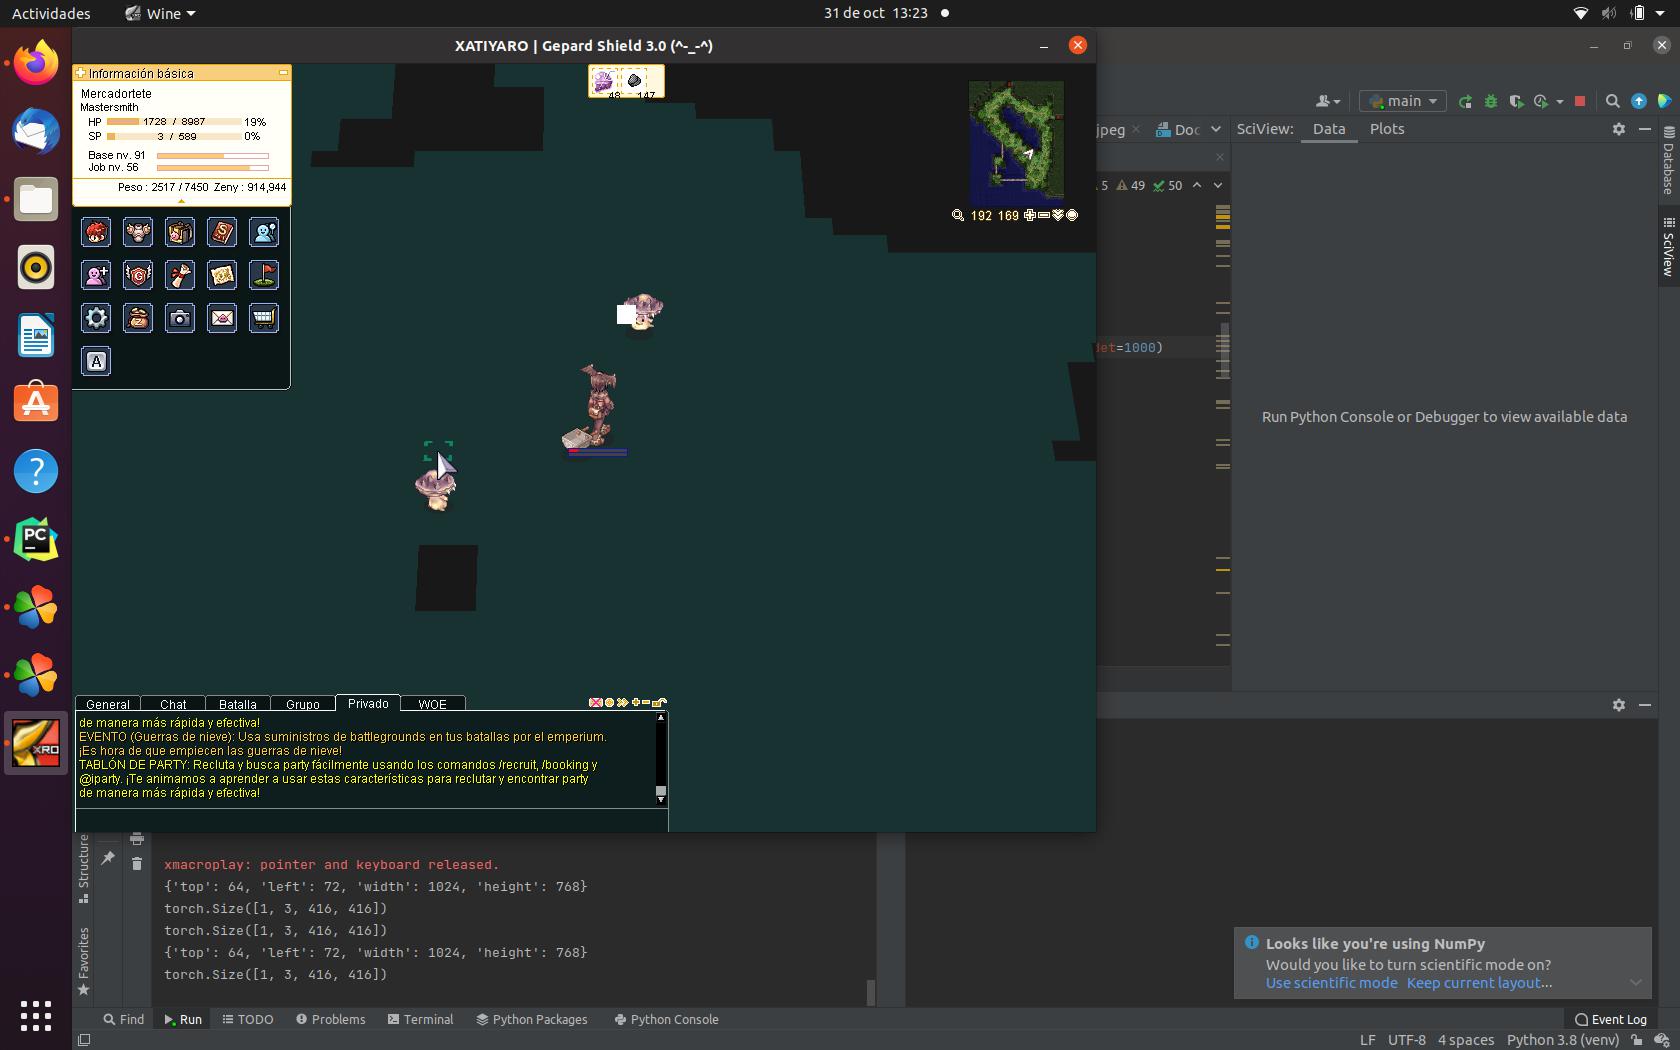 Actividades
Wine
31 de oct 13:23
XATIYARO | Gepard Shield 3.0 (^-_-^)
Información básica
Mercadortete
Mastersmith
HP 1728 / 8987 19%
SP 3 / 589 0%
Base nv. 91
Job nv. 56
Peso : 2517 / 7450 Zeny : 914,944
48 147
192 169
main
jpeg
Doc
SciView: Data Plots
5 49 50
Database
SciView
det=1000)
Run Python Console or Debugger to view available data
General Chat Batalla Grupo Privado WOE
de manera más rápida y efectiva!
EVENTO (Guerras de nieve): Usa suministros de battlegrounds en tus batallas por el emperium.
¡Es hora de que empiecen las guerras de nieve!
TABLÓN DE PARTY: Recluta y busca party fácilmente usando los comandos /recruit, /booking y
@iparty. ¡Te animamos a aprender a usar estas características para reclutar y encontrar party
de manera más rápida y efectiva!
Structure
Favorites
xmacroplay: pointer and keyboard released.
{'top': 64, 'left': 72, 'width': 1024, 'height': 768}
torch.Size([1, 3, 416, 416])
torch.Size([1, 3, 416, 416])
{'top': 64, 'left': 72, 'width': 1024, 'height': 768}
torch.Size([1, 3, 416, 416])
Looks like you're using NumPy
Would you like to turn scientific mode on?
Use scientific mode Keep current layout...
Find Run TODO Problems Terminal Python Packages Python Console
Event Log
LF UTF-8 4 spaces Python 3.8 (venv)
PC
XRO
A
S
G